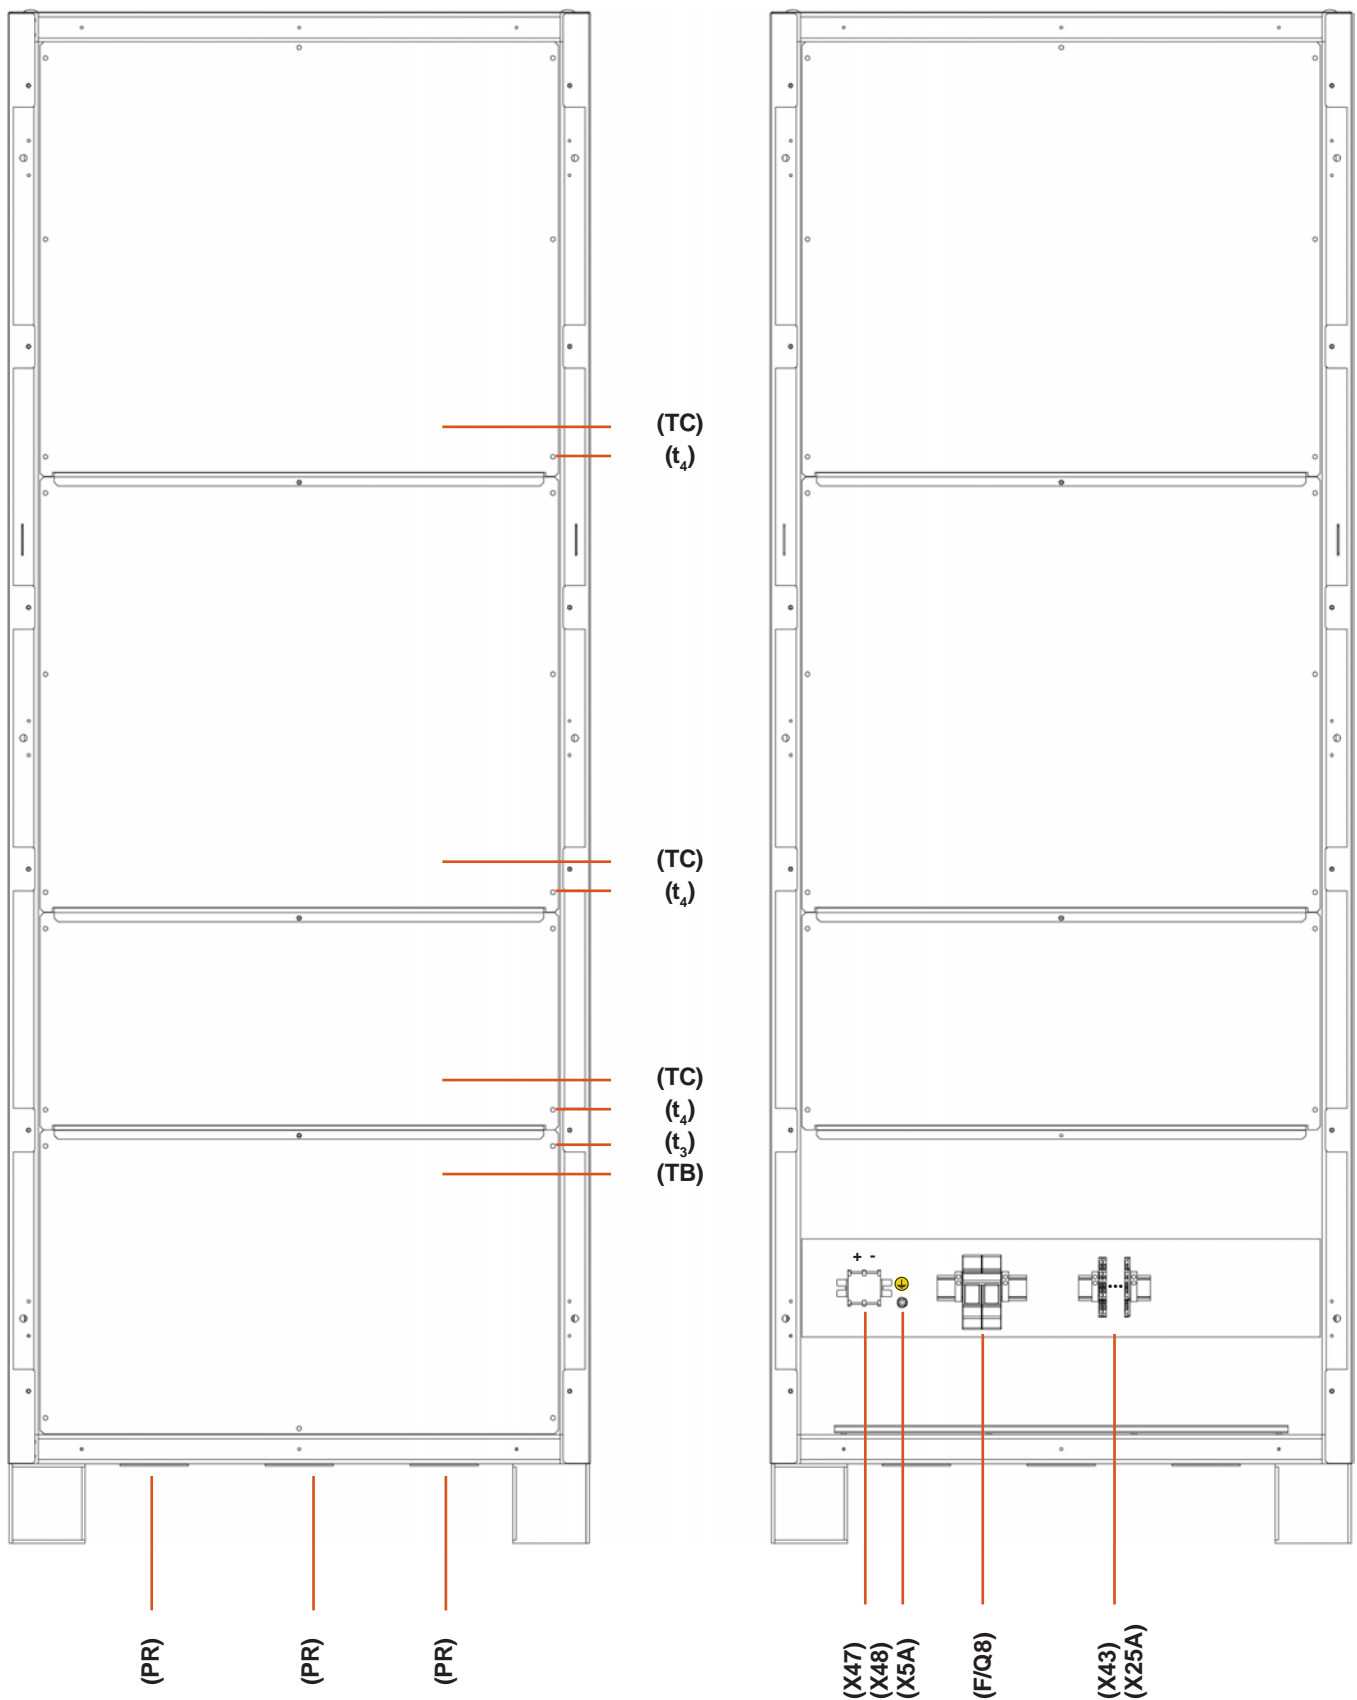 (TC)
(t4)
(TC)
(t4)
(TC)
(t4)
(t3)
(TB)
+ -
(PR)
(PR)
(PR)
(X47)
(X48)
(X5A)
(F/Q8)
(X43)
(X25A)